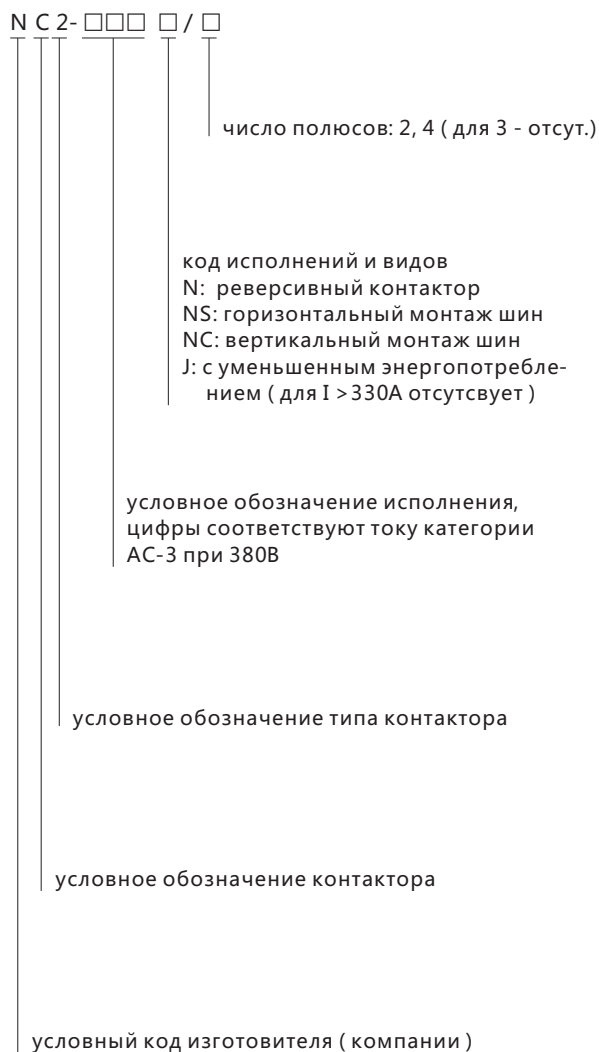 N C 2- □□□ □ / □
число полюсов: 2, 4 ( для 3 - отсут.)
код исполнений и видов
N: реверсивный контактор
NS: горизонтальный монтаж шин
NC: вертикальный монтаж шин
J: с уменьшенным энергопотребле-
нием ( для I >330A отсутсвует )
условное обозначение исполнения,
цифры соответствуют току категории
AC-3 при 380В
условное обозначение типа контактора
условное обозначение контактора
условный код изготовителя ( компании )